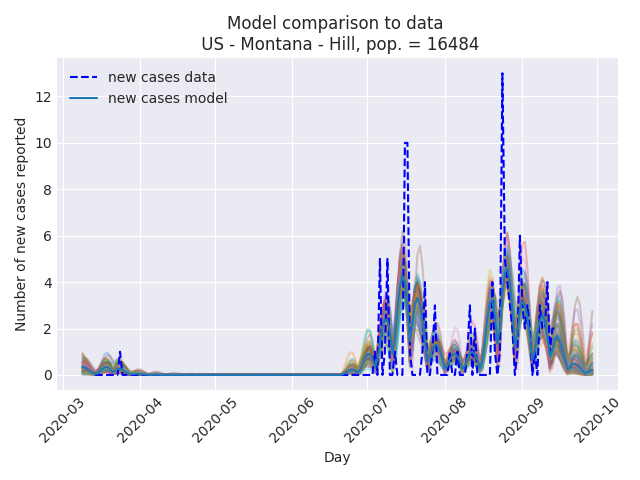 Model comparison to data
US - Montana - Hill, pop. = 16484
new cases data
new cases model
Number of new cases reported
12
10
8
6
4
2
0
2020-03
2020-04
2020-05
2020-06
2020-07
2020-08
2020-09
2020-10
Day